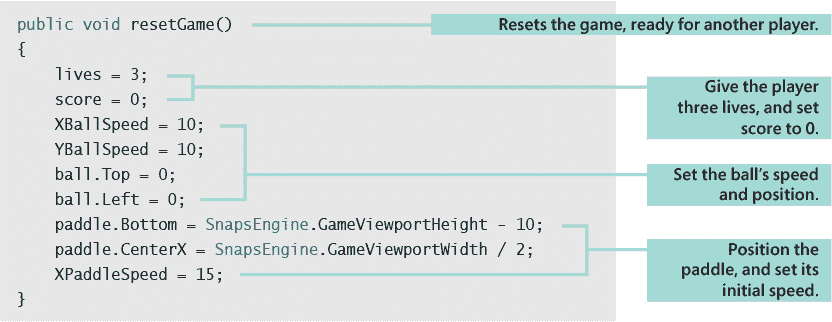 public void resetGame()
{
    lives = 3;
    score = 0;
    XBallSpeed = 10;
    YBallSpeed = 10;
    ball.Top = 0;
    ball.Left = 0;
    paddle.Bottom = SnapsEngine.GameViewportHeight - 10;
    paddle.CenterX = SnapsEngine.GameViewportWidth / 2;
    XPaddleSpeed = 15;
}
Resets the game, ready for another player.
Give the player
three lives, and set
score to 0.
Set the ball's speed
and position.
Position the
paddle, and set its
initial speed.